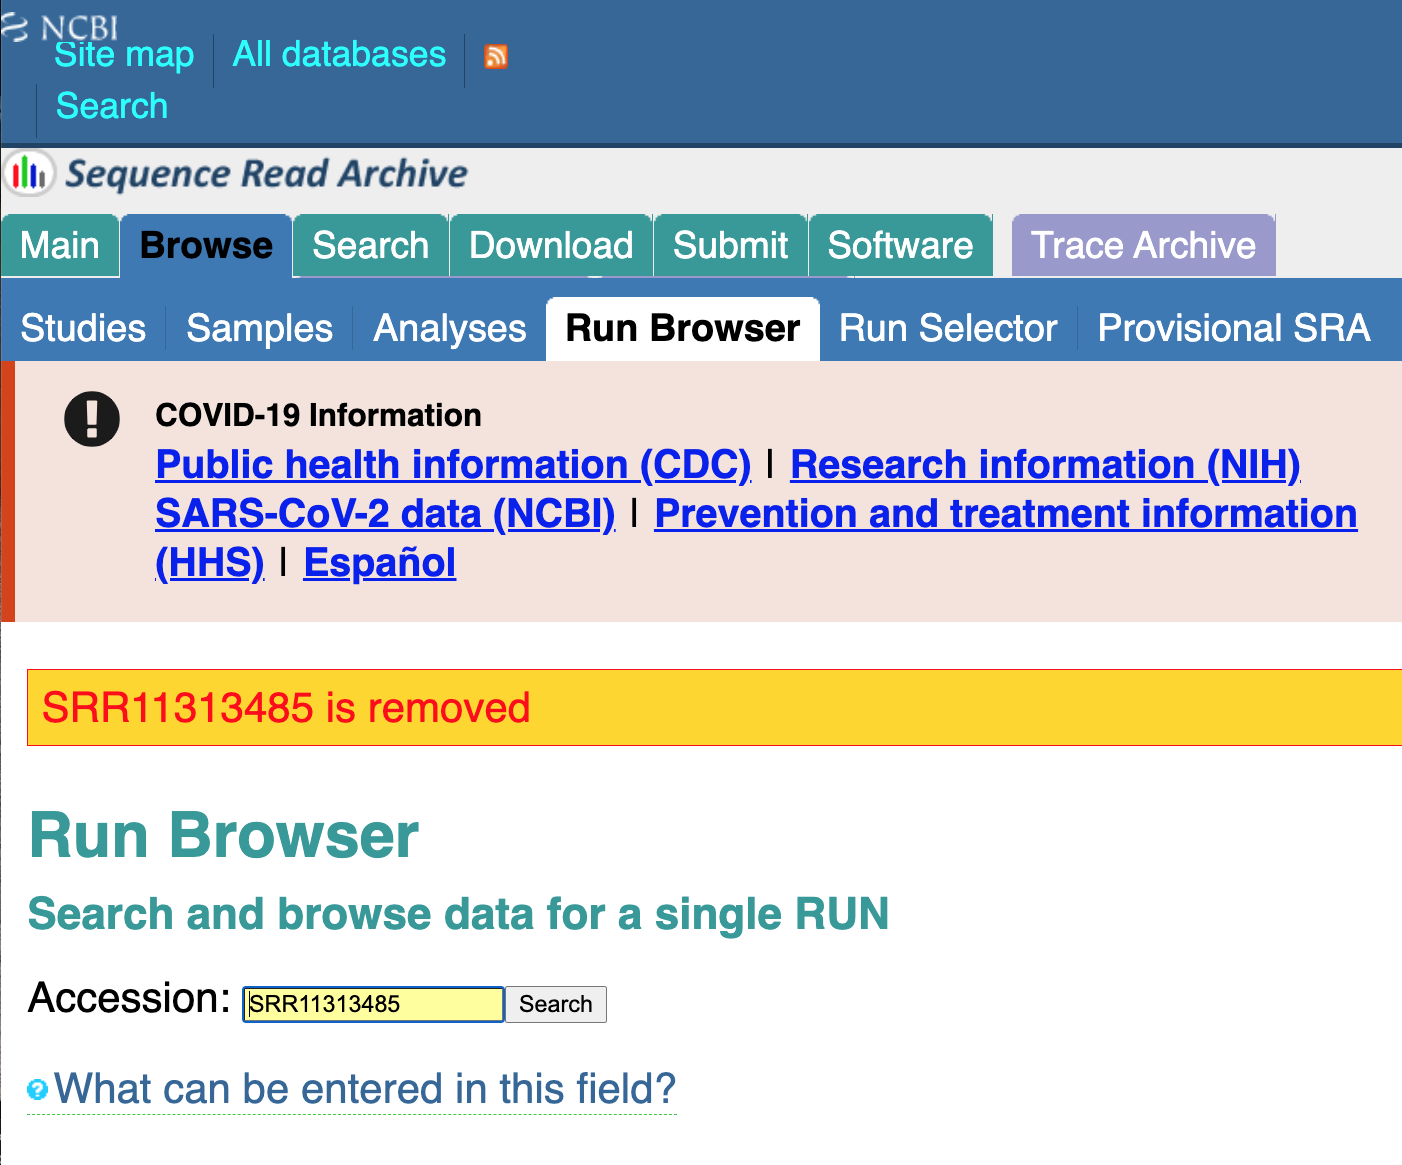 NCBI
Site map All databases
Search
Sequence Read Archive
Main Browse Search Download Submit Software Trace Archive
Studies Samples Analyses Run Browser Run Selector Provisional SRA
COVID-19 Information
Public health information (CDC) | Research information (NIH)
SARS-CoV-2 data (NCBI) | Prevention and treatment information
(HHS) | Español
SRR11313485 is removed
Run Browser
Search and browse data for a single RUN
Accession: SRR11313485 Search
What can be entered in this field?